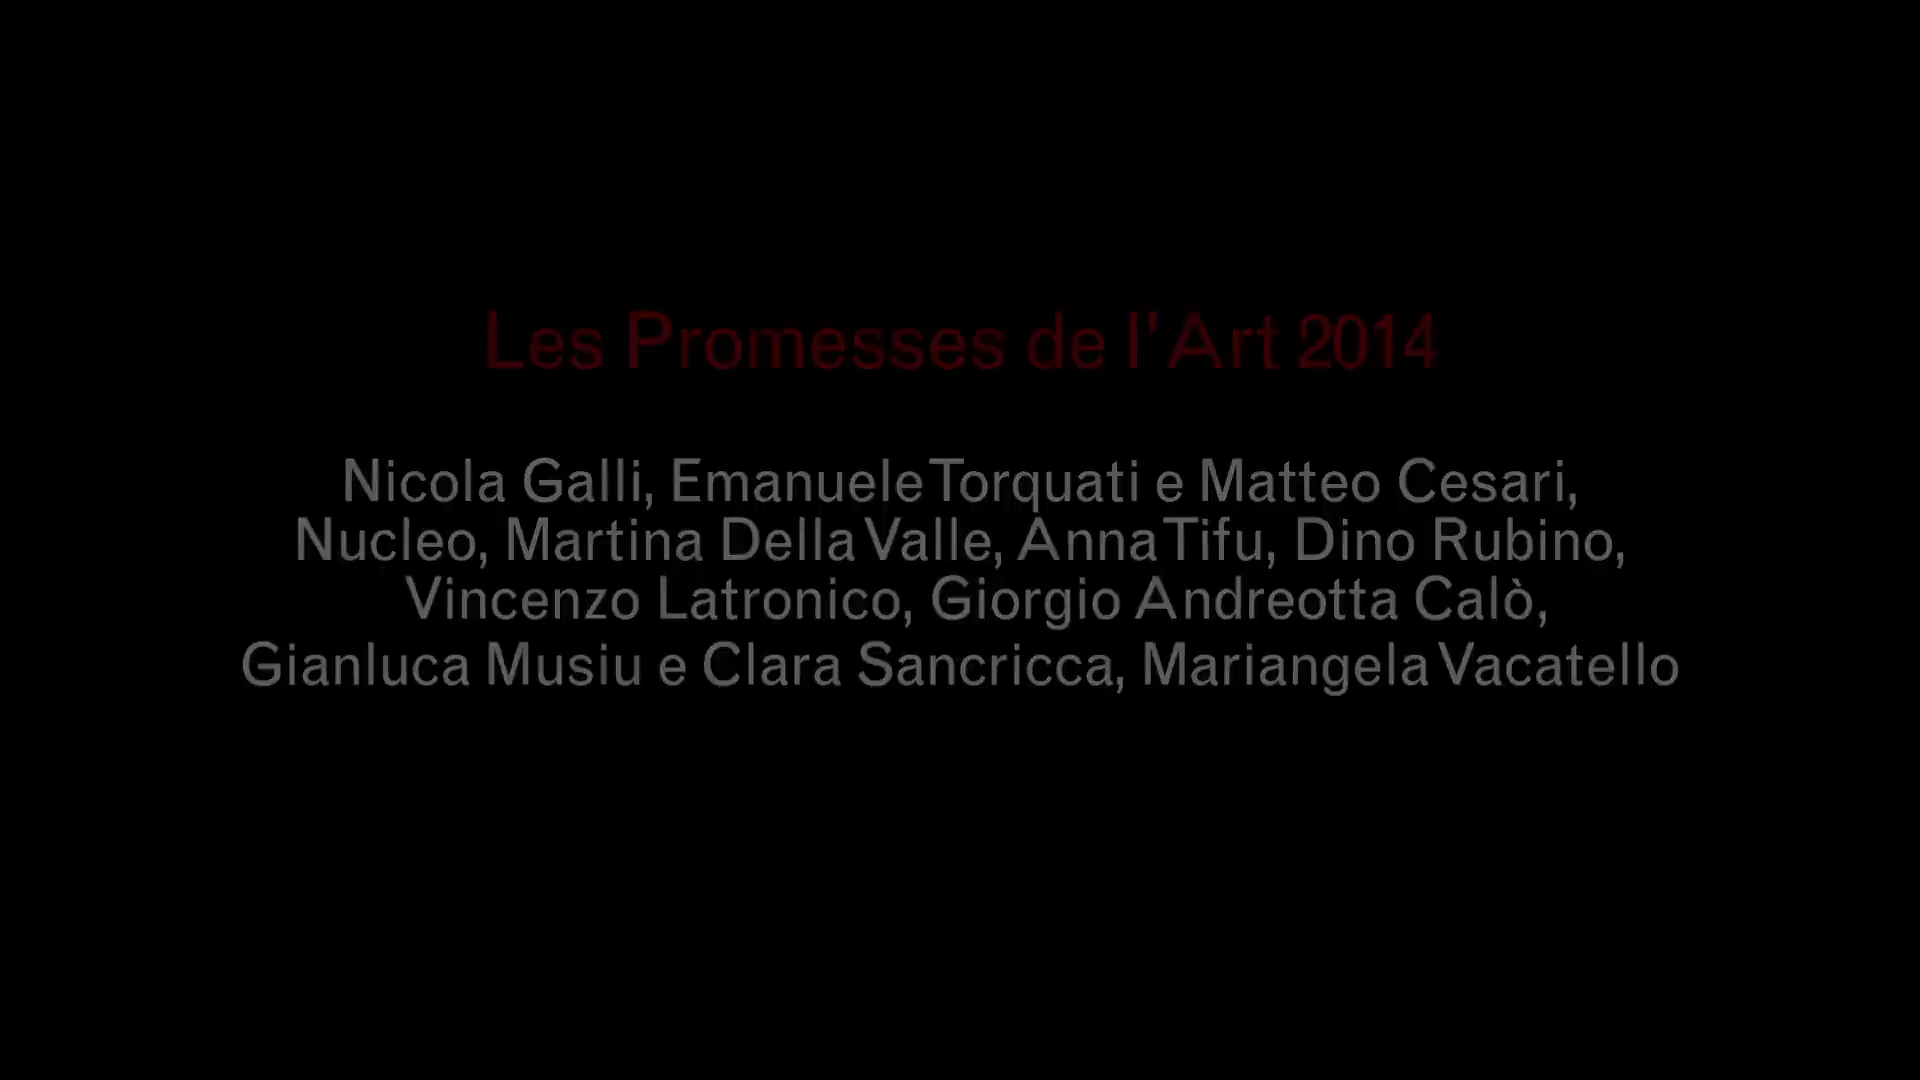 Les Promesses de l'Art 2014
Nicola Galli, Emanuele Torquati e Matteo Cesari,
Nucleo, Martina Della Valle, Anna Tifu, Dino Rubino,
Vincenzo Latronico, Giorgio Andreotta Calò,
Gianluca Musiu e Clara Sancricca, Mariangela Vacatello